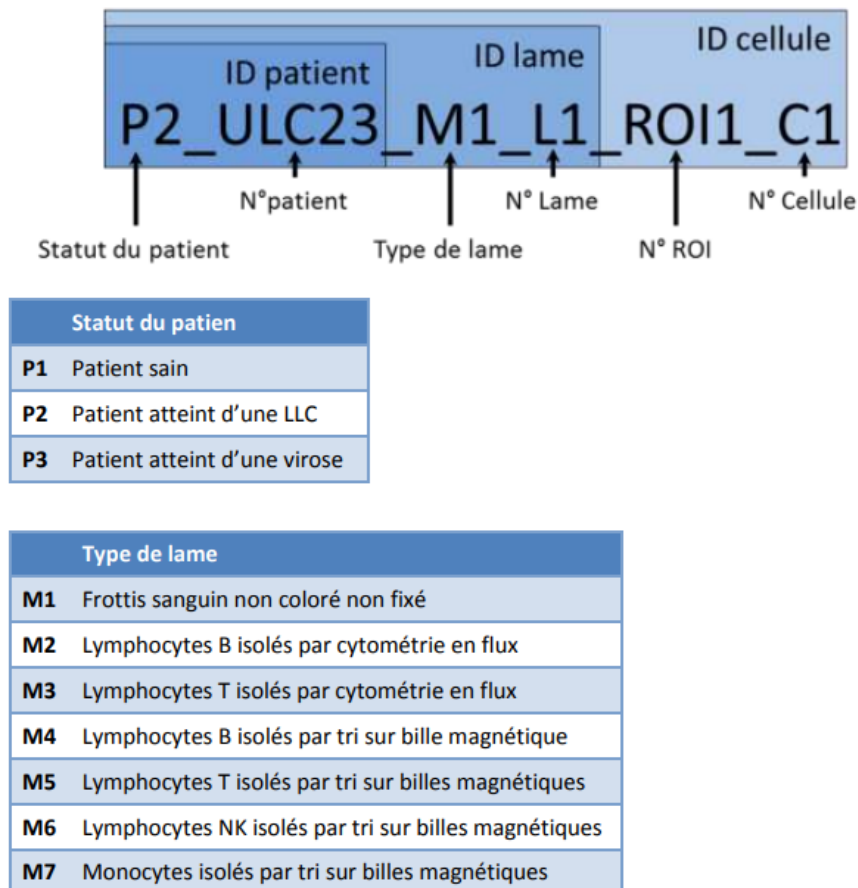 ID patient
ID lame
ID cellule
P2_ULC23_M1_L1_ROI1_C1
N°patient
N° Lame
N° Cellule
Statut du patient
Type de lame
N° ROI
Statut du patien
P1 Patient sain
P2 Patient atteint d’une LLC
P3 Patient atteint d’une virose
Type de lame
M1 Frottis sanguin non coloré non fixé
M2 Lymphocytes B isolés par cytométrie en flux
M3 Lymphocytes T isolés par cytométrie en flux
M4 Lymphocytes B isolés par tri sur bille magnétique
M5 Lymphocytes T isolés par tri sur billes magnétiques
M6 Lymphocytes NK isolés par tri sur billes magnétiques
M7 Monocytes isolés par tri sur billes magnétiques